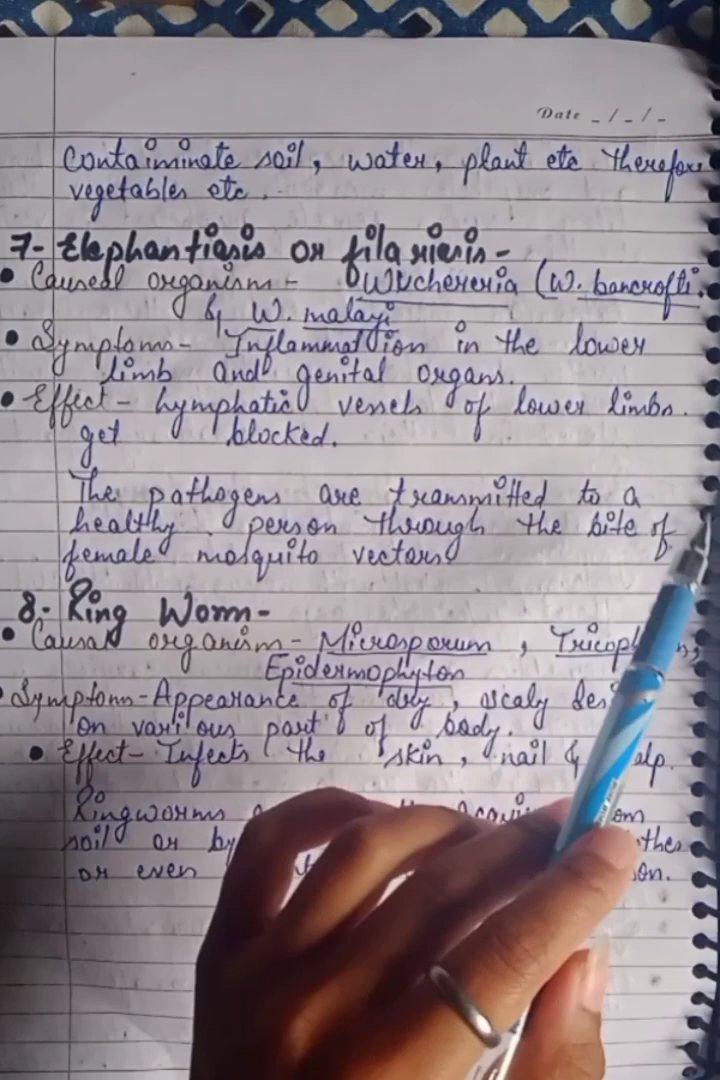 Date _ / _ / _
Contaiminate soil, water, plant etc therefore
vegetables etc.
7- Elephantiasis or filariasis -
• Causeal organism - Wuchereria (W. bancrofti.
& W. malayi
• Symptoms - Inflammation in the lower
limb and genital organs.
• Effect - Lymphatic vessels of lower limbs.
get blocked.
The pathogens are transmitted to a
healthy person through the bite of
female mosquito vectors
8- Ring Worm -
• Causal organism - Microsporum,
Epidermophyton
Symptoms - Appearance of dry, scaly
on various part of body.
• Effect - Infects the skin, nail &
Ringworms
soil or by
or even